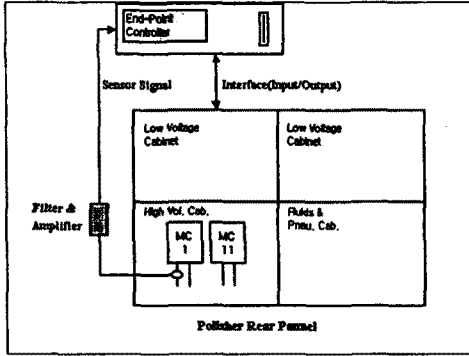 End-Point
Controller
Sensor Signal
Interface(Input/Output)
Low Voltage
Cabinet
Low Voltage
Cabinet
Filter &
Amplifier
High Vol. Cab.
MC
1
MC
11
Fluids &
Pneu. Cab.
Polisher Rear Pannel